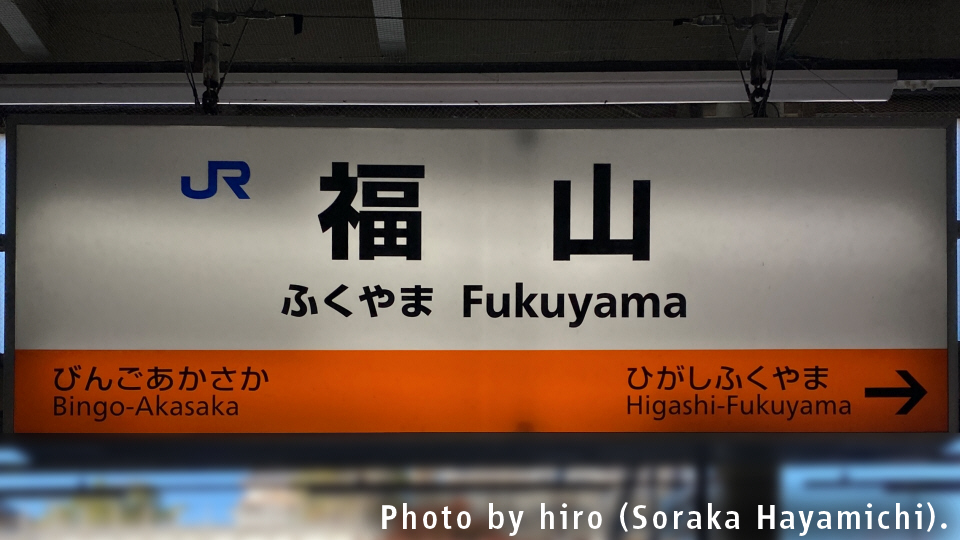 JR 福山
ふくやま Fukuyama
びんごあかさか ひがしふくやま →
Bingo-Akasaka Higashi-Fukuyama
Photo by hiro (Soraka Hayamichi).